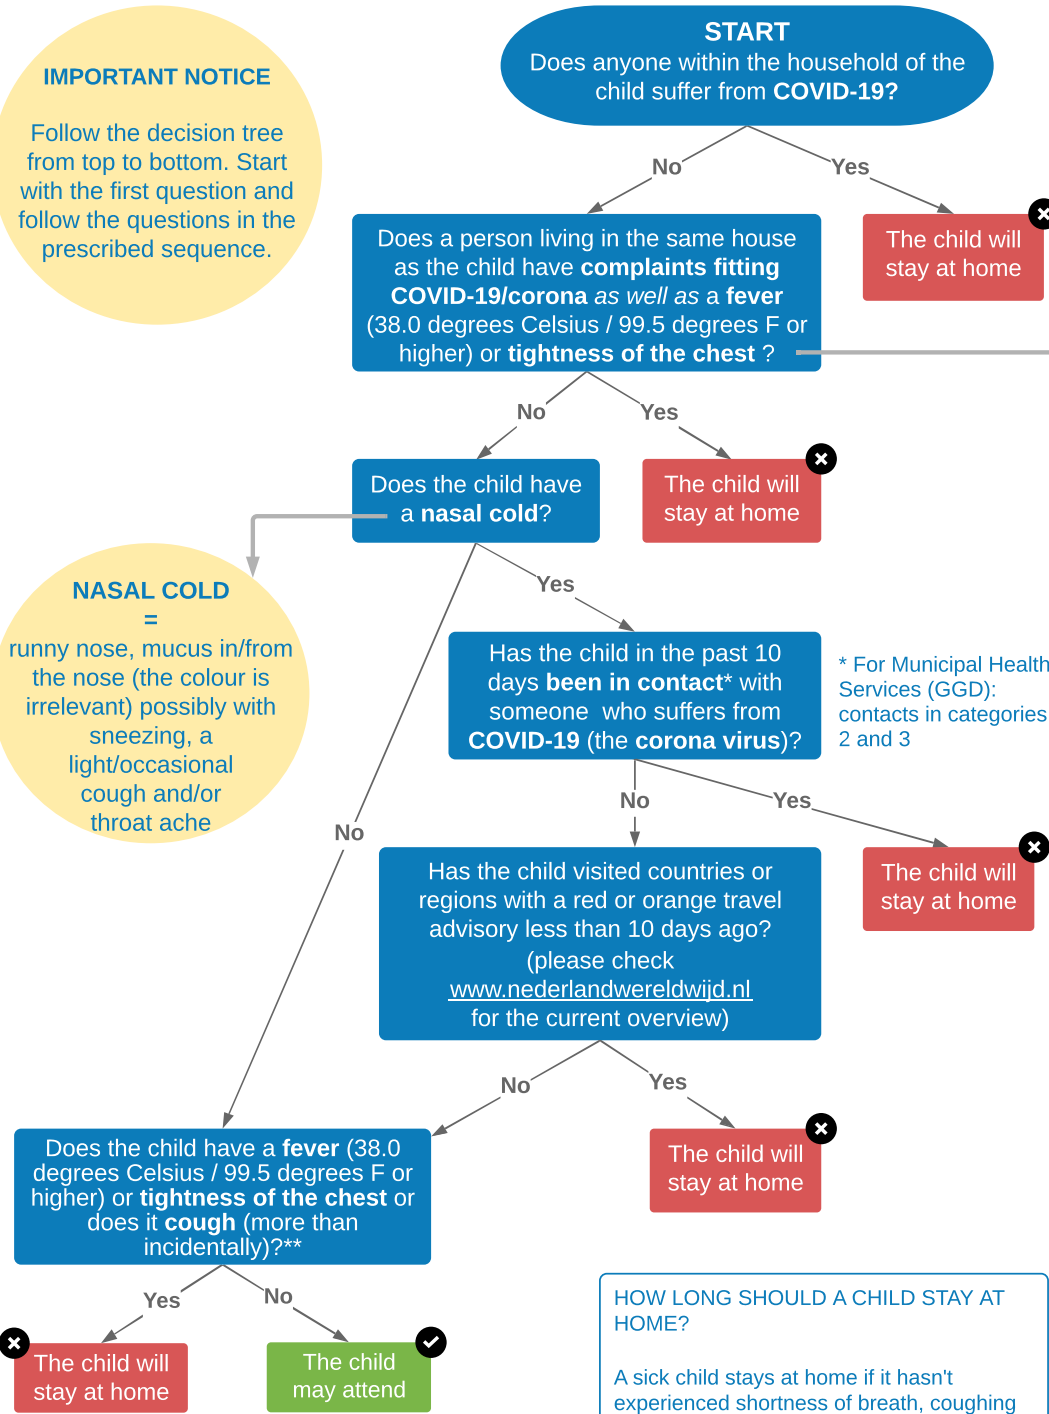 IMPORTANT NOTICE
Follow the decision tree
from top to bottom. Start
with the first question and
follow the questions in the
prescribed sequence.
START
Does anyone within the household of the
child suffer from COVID-19?
No
Yes
The child will
stay at home
Does a person living in the same house
as the child have complaints fitting
COVID-19/corona as well as a fever
(38.0 degrees Celsius / 99.5 degrees F or
higher) or tightness of the chest ?
No
Yes
The child will
stay at home
Does the child have
a nasal cold?
NASAL COLD
=
runny nose, mucus in/from
the nose (the colour is
irrelevant) possibly with
sneezing, a
light/occasional
cough and/or
throat ache
Yes
No
Has the child in the past 10
days been in contact* with
someone who suffers from
COVID-19 (the corona virus)?
* For Municipal Health
Services (GGD):
contacts in categories
2 and 3
No
Yes
The child will
stay at home
Has the child visited countries or
regions with a red or orange travel
advisory less than 10 days ago?
(please check
www.nederlandwereldwijd.nl
for the current overview)
No
Yes
The child will
stay at home
Does the child have a fever (38.0
degrees Celsius / 99.5 degrees F or
higher) or tightness of the chest or
does it cough (more than
incidentally)?**
Yes
No
The child will
stay at home
The child
may attend
HOW LONG SHOULD A CHILD STAY AT
HOME?
A sick child stays at home if it hasn't
experienced shortness of breath, coughing